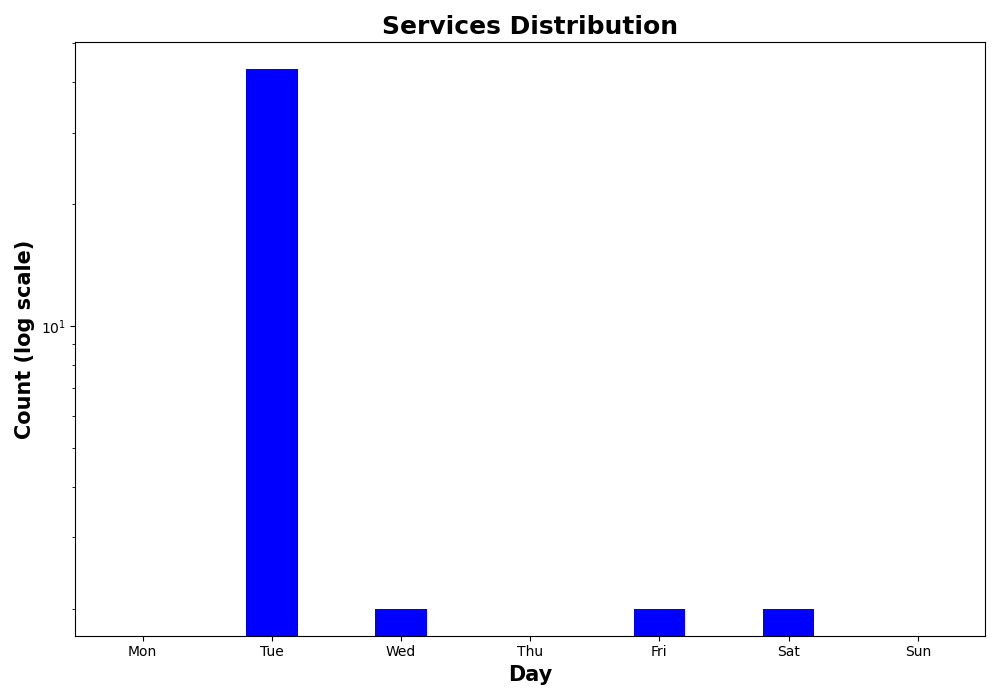 Services Distribution
Count (log scale)
10¹
Mon Tue Wed Thu Fri Sat Sun
Day